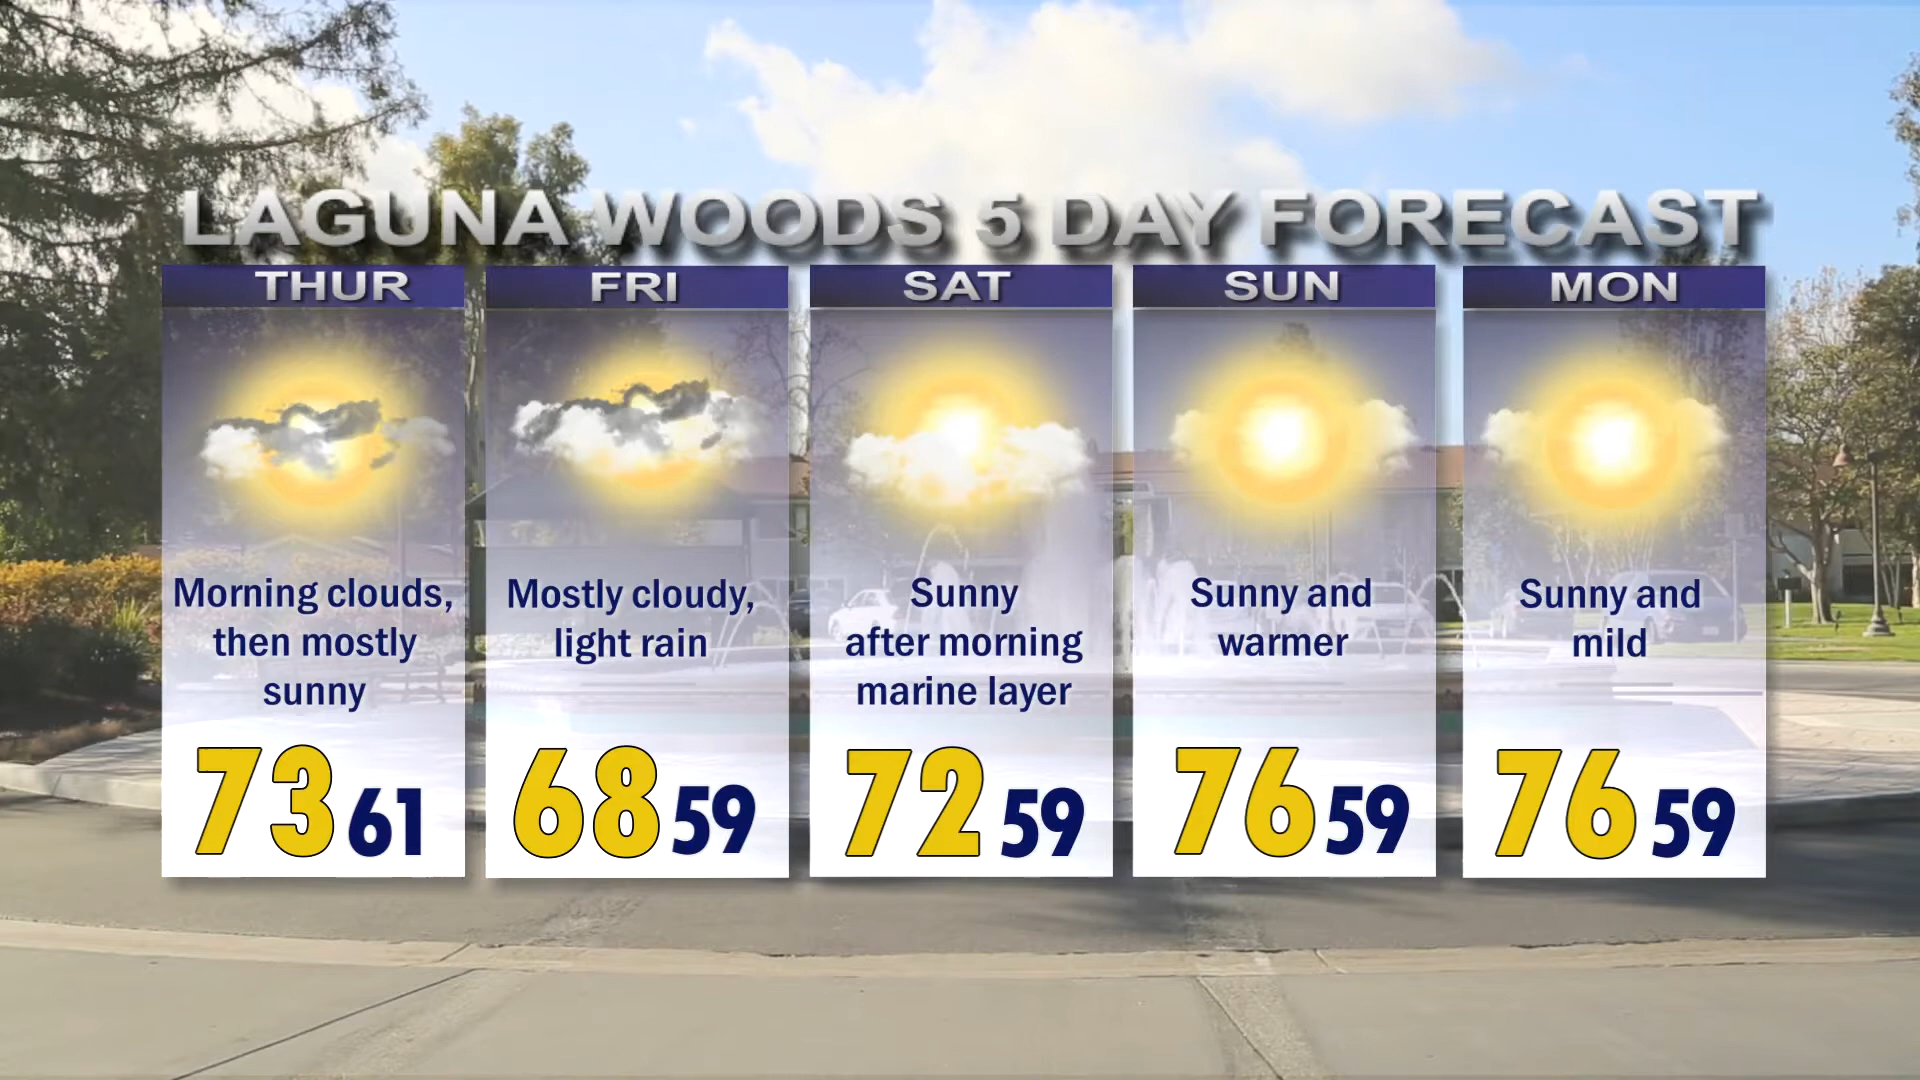 LAGUNA WOODS 5 DAY FORECAST
THUR
Morning clouds,
then mostly
sunny
73 61
FRI
Mostly cloudy,
light rain
68 59
SAT
Sunny
after morning
marine layer
72 59
SUN
Sunny and
warmer
76 59
MON
Sunny and
mild
76 59